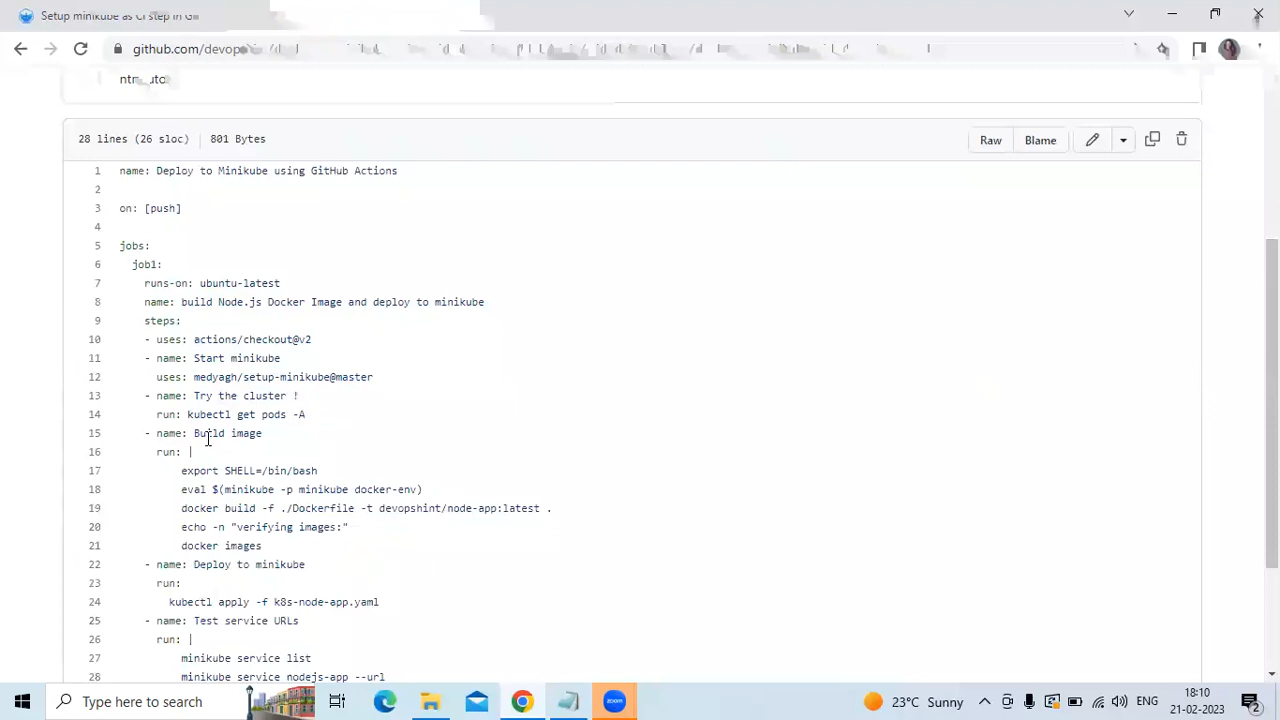 Setup minikube as CI step in Git
github.com/devops
28 lines (26 sloc) 801 Bytes
Raw Blame
1 name: Deploy to Minikube using GitHub Actions
2
3 on: [push]
4
5 jobs:
6 job1:
7 runs-on: ubuntu-latest
8 name: build Node.js Docker Image and deploy to minikube
9 steps:
10 - uses: actions/checkout@v2
11 - name: Start minikube
12 uses: medyagh/setup-minikube@master
13 - name: Try the cluster !
14 run: kubectl get pods -A
15 - name: Build image
16 run: |
17 export SHELL=/bin/bash
18 eval $(minikube -p minikube docker-env)
19 docker build -f ./Dockerfile -t devopshint/node-app:latest .
20 echo -n "verifying images:"
21 docker images
22 - name: Deploy to minikube
23 run:
24 kubectl apply -f k8s-node-app.yaml
25 - name: Test service URLs
26 run: |
27 minikube service list
28 minikube service nodejs-app --url
Type here to search
zoom
23°C Sunny
ENG
18:10
21-02-2023
2